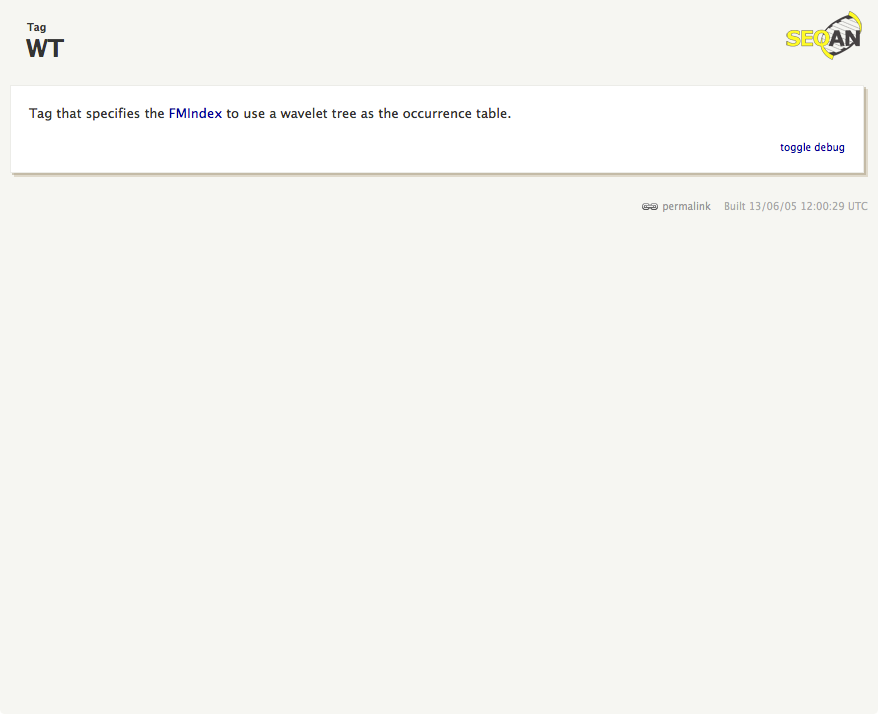 Tag
WT
SEQAN
Tag that specifies the FMIndex to use a wavelet tree as the occurrence table.
toggle debug
permalink Built 13/06/05 12:00:29 UTC